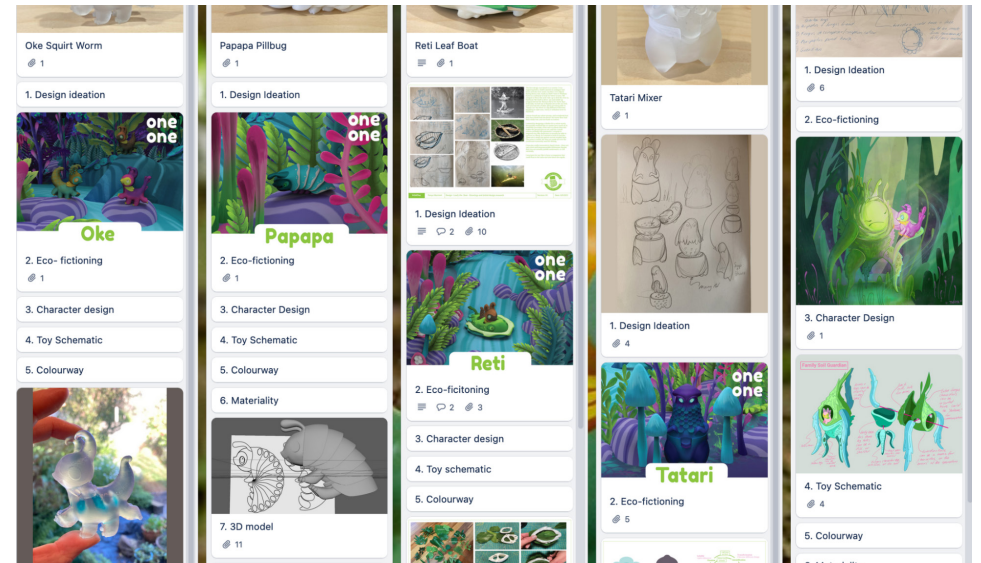 Oke Squirt Worm
1
1. Design ideation
one
one
Oke
2. Eco- fictioning
1
3. Character design
4. Toy Schematic
5. Colourway
Papapa Pillbug
1
1. Design Ideation
one
one
Papapa
2. Eco-fictioning
1
3. Character Design
4. Toy Schematic
5. Colourway
6. Materiality
7. 3D model
11
Reti Leaf Boat
1
1. Design Ideation
2 10
one
one
Reti
2. Eco-ficitoning
2 3
3. Character design
4. Toy schematic
5. Colourway
Tatari Mixer
1
1. Design Ideation
4
one
one
Tatari
2. Eco-fictioning
5
1. Design Ideation
6
2. Eco-fictioning
3. Character Design
1
Family Soil Guardian
4. Toy Schematic
4
5. Colourway